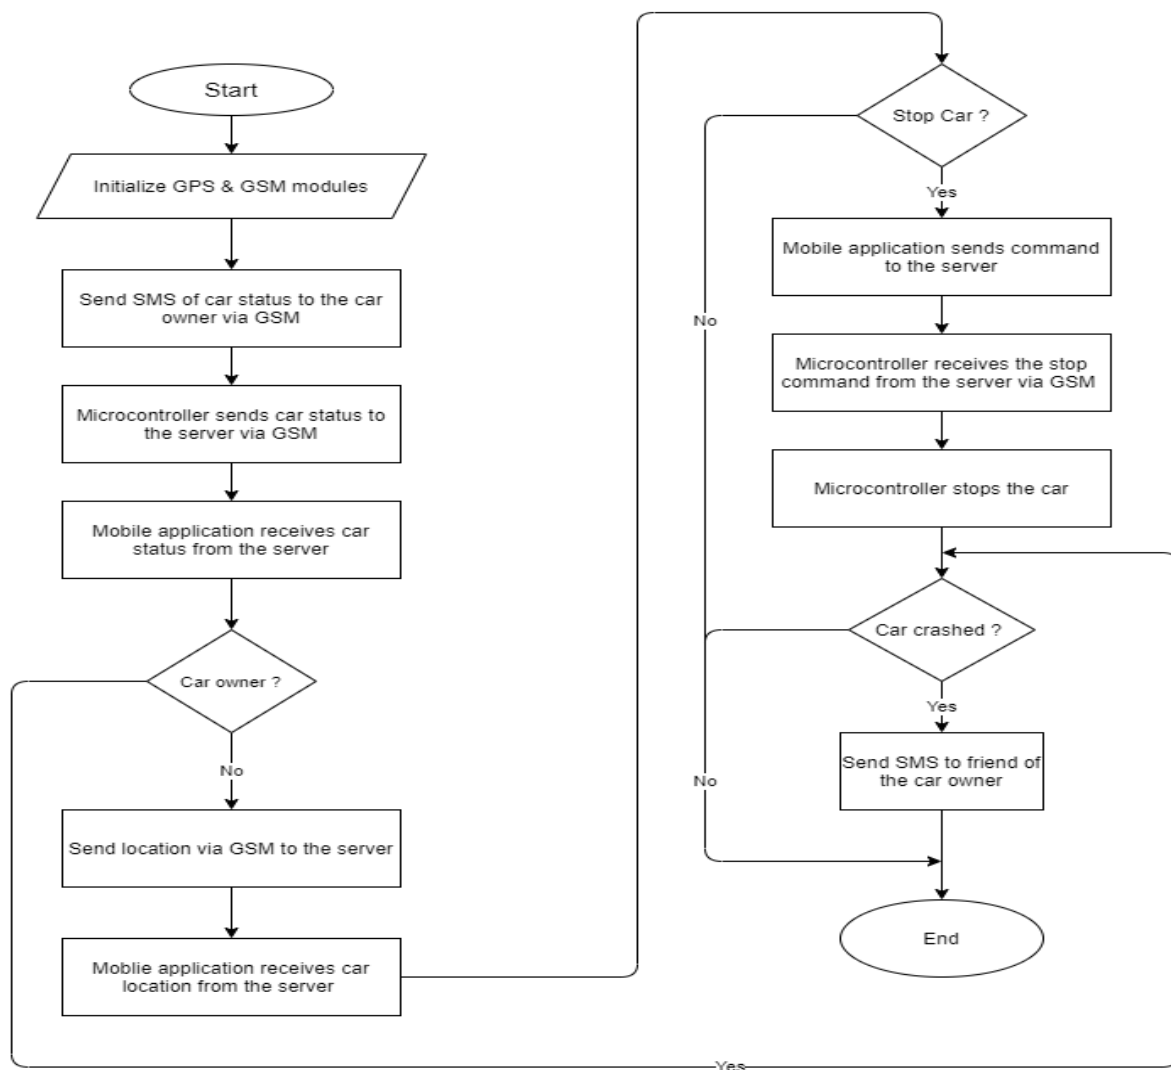 Start
Initialize GPS & GSM modules
Send SMS of car status to the car
owner via GSM
Microcontroller sends car status to
the server via GSM
Mobile application receives car
status from the server
Car owner ?
No
Send location via GSM to the server
Moblie application receives car
location from the server
Yes
Stop Car ?
Yes
No
Mobile application sends command
to the server
Microcontroller receives the stop
command from the server via GSM
Microcontroller stops the car
Car crashed ?
Yes
No
Send SMS to friend of
the car owner
End